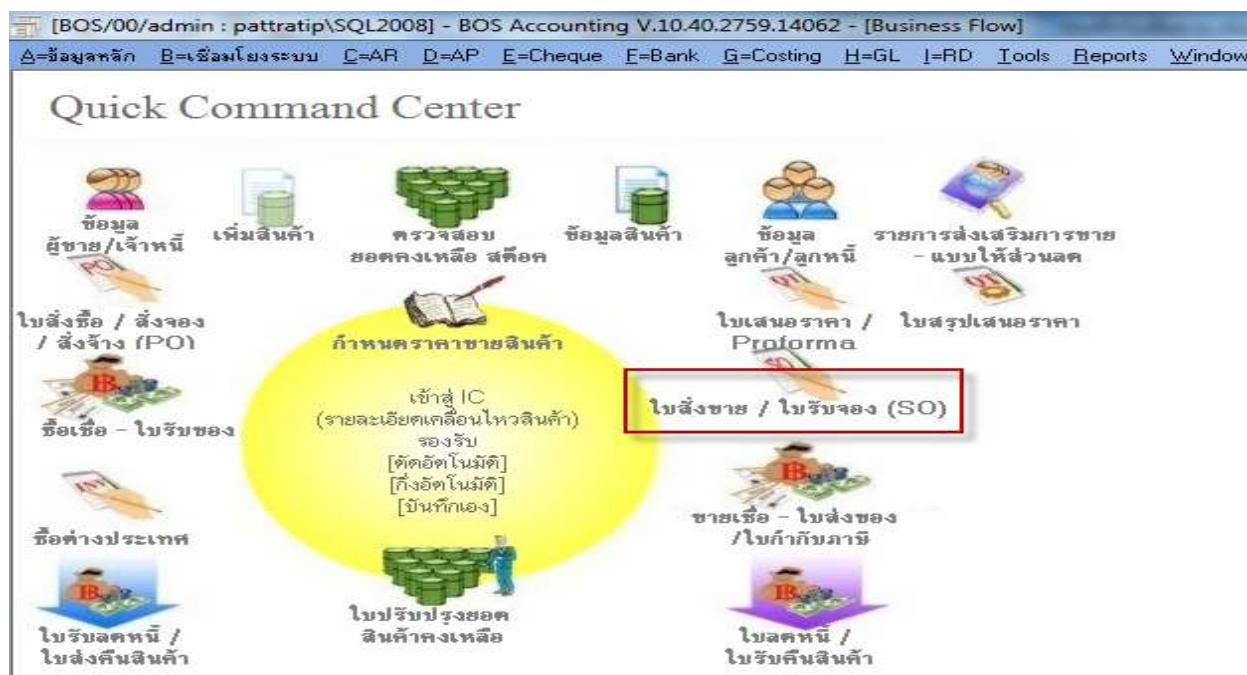 [BOS/00/admin : pattratip\SQL2008] - BOS Accounting V.10.40.2759.14062 - [Business Flow]
A=ข้อมูลหลัก B=เชื่อมโยงระบบ C=AR D=AP E=Cheque F=Bank G=Costing H=GL I=RD Tools Reports Window
Quick Command Center
ข้อมูล
ผู้ขาย/เจ้าหนี้
เพิ่มสินค้า
ตรวจสอบ
ยอดคงเหลือ สต๊อค
ข้อมูลสินค้า
ข้อมูล
ลูกค้า/ลูกหนี้
รายการส่งเสริมการขาย
- แบบให้ส่วนลด
PO
QT
QT
ใบสั่งซื้อ / สั่งจอง
/ สั่งจ้าง (PO)
กำหนดราคาขายสินค้า
ใบเสนอราคา /
Proforma
ใบสรุปเสนอราคา
SO
ใบสั่งขาย / ใบรับจอง (SO)
ซื้อเชื่อ - ใบรับของ
เข้าสู่ IC
(รายละเอียดเคลื่อนไหวสินค้า)
รองรับ
[ตัดอัตโนมัติ]
[กึ่งอัตโนมัติ]
[บันทึกเอง]
INV
ขายเชื่อ - ใบส่งของ
/ใบกำกับภาษี
ซื้อต่างประเทศ
ใบรับลดหนี้ /
ใบส่งคืนสินค้า
ใบปรับปรุงยอด
สินค้าคงเหลือ
ใบลดหนี้ /
ใบรับคืนสินค้า